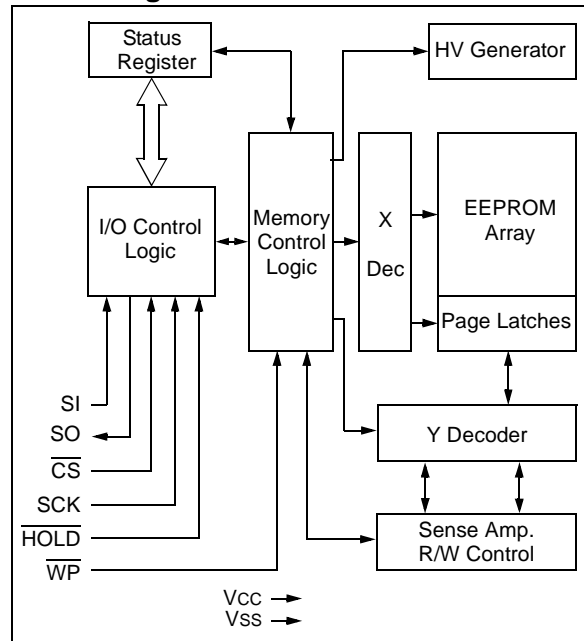 Status
Register
HV Generator
I/O Control
Logic
Memory
Control
Logic
X
Dec
EEPROM
Array
Page Latches
Y Decoder
Sense Amp.
R/W Control
SI
SO
CS
SCK
HOLD
WP
VCC
VSS